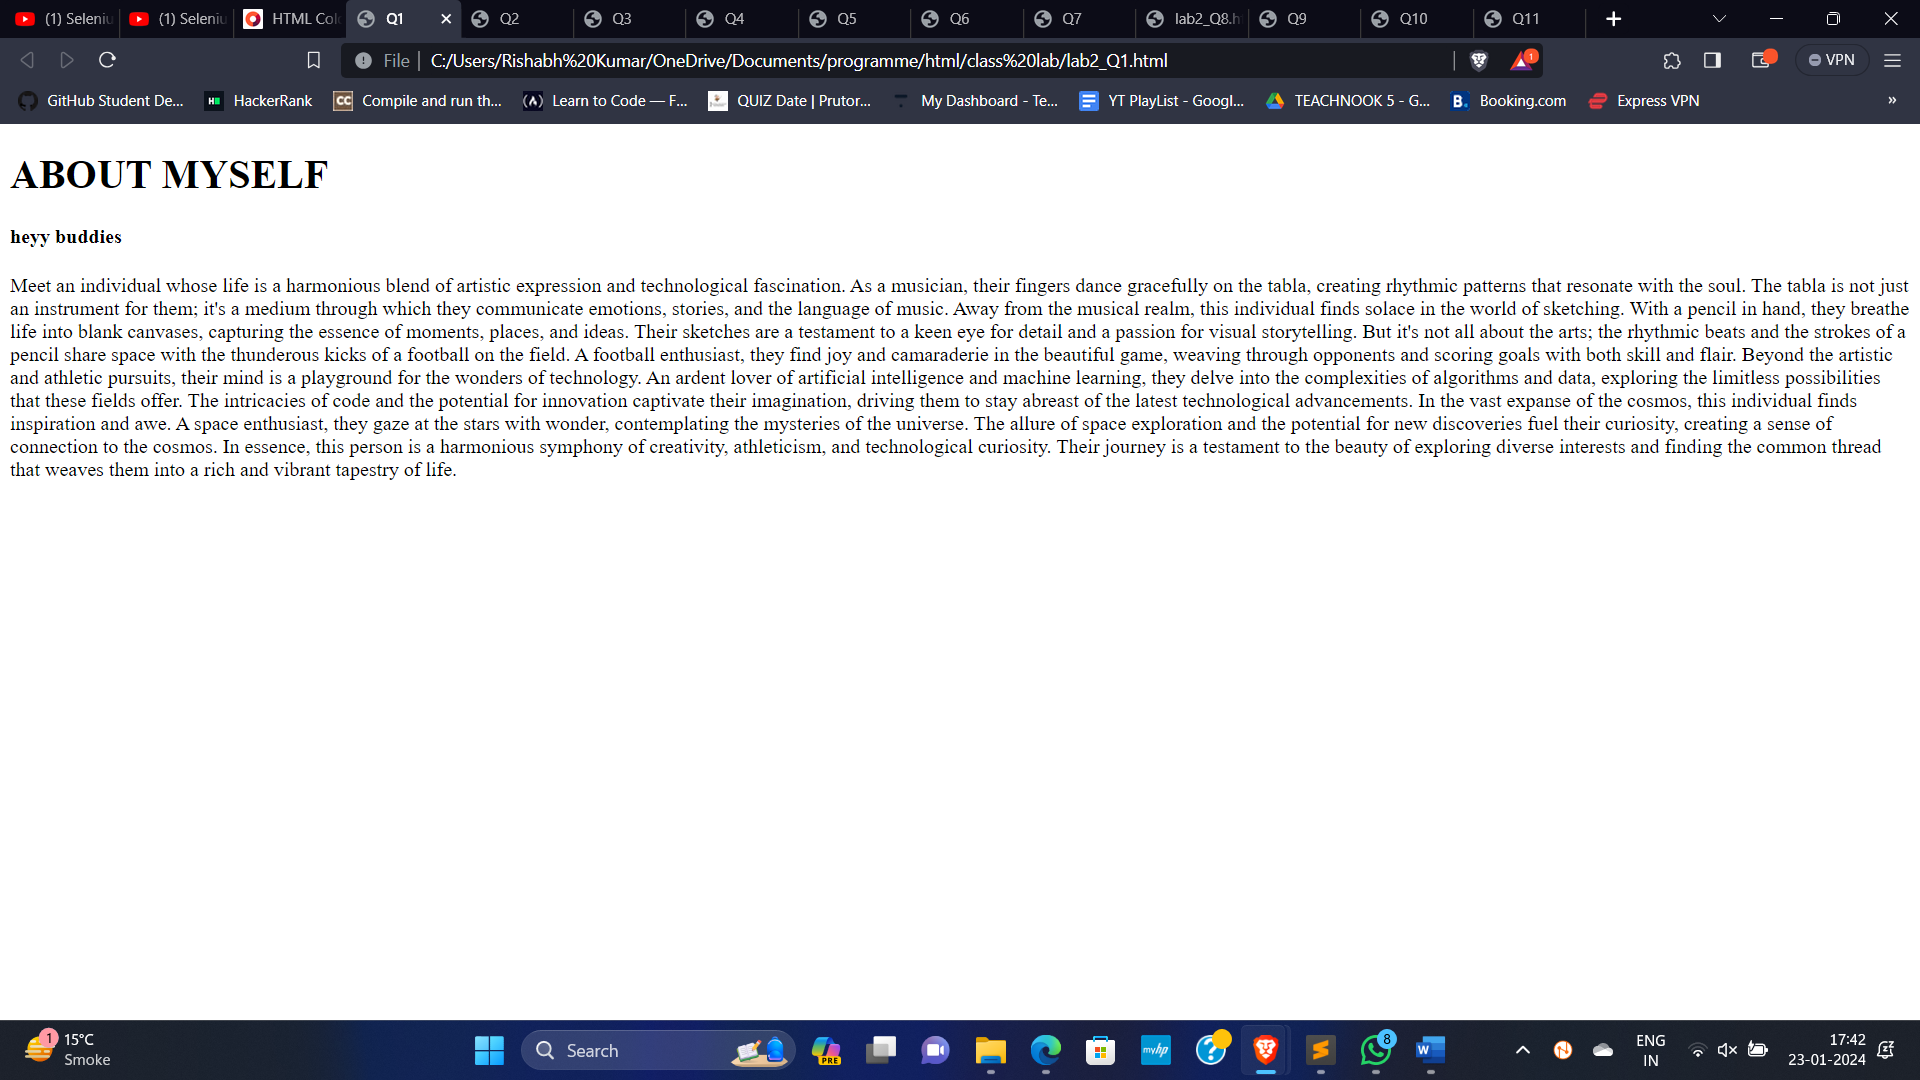 (1) Seleniu (1) Seleniu HTML Col Q1 Q2 Q3 Q4 Q5 Q6 Q7 lab2_Q8.h Q9 Q10 Q11
File C:/Users/Rishabh%20Kumar/OneDrive/Documents/programme/html/class%20lab/lab2_Q1.html 1 VPN
GitHub Student De... HackerRank CC Compile and run th... Learn to Code — F... QUIZ Date | Prutor... My Dashboard - Te... YT PlayList - Googl... TEACHNOOK 5 - G... B. Booking.com Express VPN »
ABOUT MYSELF
heyy buddies
Meet an individual whose life is a harmonious blend of artistic expression and technological fascination. As a musician, their fingers dance gracefully on the tabla, creating rhythmic patterns that resonate with the soul. The tabla is not just
an instrument for them; it's a medium through which they communicate emotions, stories, and the language of music. Away from the musical realm, this individual finds solace in the world of sketching. With a pencil in hand, they breathe
life into blank canvases, capturing the essence of moments, places, and ideas. Their sketches are a testament to a keen eye for detail and a passion for visual storytelling. But it's not all about the arts; the rhythmic beats and the strokes of a
pencil share space with the thunderous kicks of a football on the field. A football enthusiast, they find joy and camaraderie in the beautiful game, weaving through opponents and scoring goals with both skill and flair. Beyond the artistic
and athletic pursuits, their mind is a playground for the wonders of technology. An ardent lover of artificial intelligence and machine learning, they delve into the complexities of algorithms and data, exploring the limitless possibilities
that these fields offer. The intricacies of code and the potential for innovation captivate their imagination, driving them to stay abreast of the latest technological advancements. In the vast expanse of the cosmos, this individual finds
inspiration and awe. A space enthusiast, they gaze at the stars with wonder, contemplating the mysteries of the universe. The allure of space exploration and the potential for new discoveries fuel their curiosity, creating a sense of
connection to the cosmos. In essence, this person is a harmonious symphony of creativity, athleticism, and technological curiosity. Their journey is a testament to the beauty of exploring diverse interests and finding the common thread
that weaves them into a rich and vibrant tapestry of life.
1 15°C Search PRE myhp 8 W ENG 17:42
Smoke IN 23-01-2024